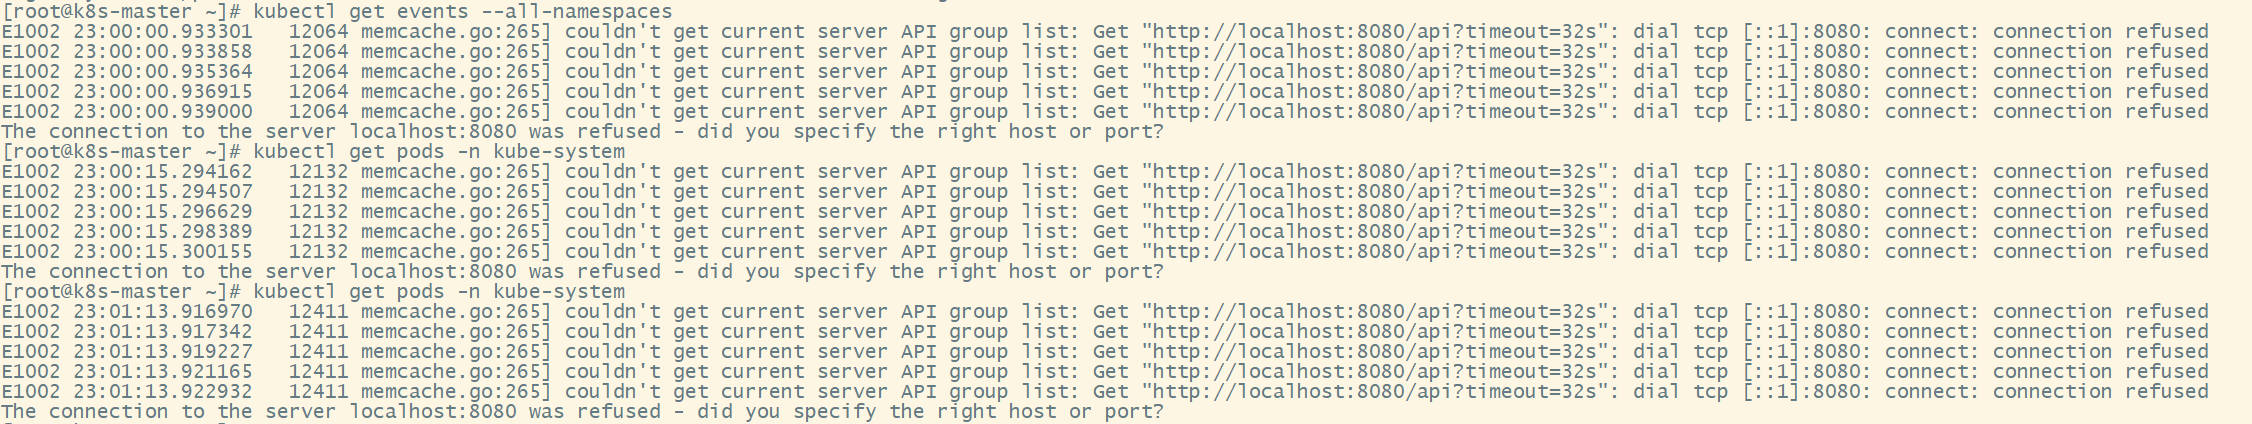 [root@k8s-master ~]# kubectl get events --all-namespaces
E1002 23:00:00.933301   12064 memcache.go:265] couldn't get current server API group list: Get "http://localhost:8080/api?timeout=32s": dial tcp [::1]:8080: connect: connection refused
E1002 23:00:00.933858   12064 memcache.go:265] couldn't get current server API group list: Get "http://localhost:8080/api?timeout=32s": dial tcp [::1]:8080: connect: connection refused
E1002 23:00:00.935364   12064 memcache.go:265] couldn't get current server API group list: Get "http://localhost:8080/api?timeout=32s": dial tcp [::1]:8080: connect: connection refused
E1002 23:00:00.936915   12064 memcache.go:265] couldn't get current server API group list: Get "http://localhost:8080/api?timeout=32s": dial tcp [::1]:8080: connect: connection refused
E1002 23:00:00.939000   12064 memcache.go:265] couldn't get current server API group list: Get "http://localhost:8080/api?timeout=32s": dial tcp [::1]:8080: connect: connection refused
The connection to the server localhost:8080 was refused - did you specify the right host or port?
[root@k8s-master ~]# kubectl get pods -n kube-system
E1002 23:00:15.294162   12132 memcache.go:265] couldn't get current server API group list: Get "http://localhost:8080/api?timeout=32s": dial tcp [::1]:8080: connect: connection refused
E1002 23:00:15.294507   12132 memcache.go:265] couldn't get current server API group list: Get "http://localhost:8080/api?timeout=32s": dial tcp [::1]:8080: connect: connection refused
E1002 23:00:15.296629   12132 memcache.go:265] couldn't get current server API group list: Get "http://localhost:8080/api?timeout=32s": dial tcp [::1]:8080: connect: connection refused
E1002 23:00:15.298389   12132 memcache.go:265] couldn't get current server API group list: Get "http://localhost:8080/api?timeout=32s": dial tcp [::1]:8080: connect: connection refused
E1002 23:00:15.300155   12132 memcache.go:265] couldn't get current server API group list: Get "http://localhost:8080/api?timeout=32s": dial tcp [::1]:8080: connect: connection refused
The connection to the server localhost:8080 was refused - did you specify the right host or port?
[root@k8s-master ~]# kubectl get pods -n kube-system
E1002 23:01:13.916970   12411 memcache.go:265] couldn't get current server API group list: Get "http://localhost:8080/api?timeout=32s": dial tcp [::1]:8080: connect: connection refused
E1002 23:01:13.917342   12411 memcache.go:265] couldn't get current server API group list: Get "http://localhost:8080/api?timeout=32s": dial tcp [::1]:8080: connect: connection refused
E1002 23:01:13.919227   12411 memcache.go:265] couldn't get current server API group list: Get "http://localhost:8080/api?timeout=32s": dial tcp [::1]:8080: connect: connection refused
E1002 23:01:13.921165   12411 memcache.go:265] couldn't get current server API group list: Get "http://localhost:8080/api?timeout=32s": dial tcp [::1]:8080: connect: connection refused
E1002 23:01:13.922932   12411 memcache.go:265] couldn't get current server API group list: Get "http://localhost:8080/api?timeout=32s": dial tcp [::1]:8080: connect: connection refused
The connection to the server localhost:8080 was refused - did you specify the right host or port?